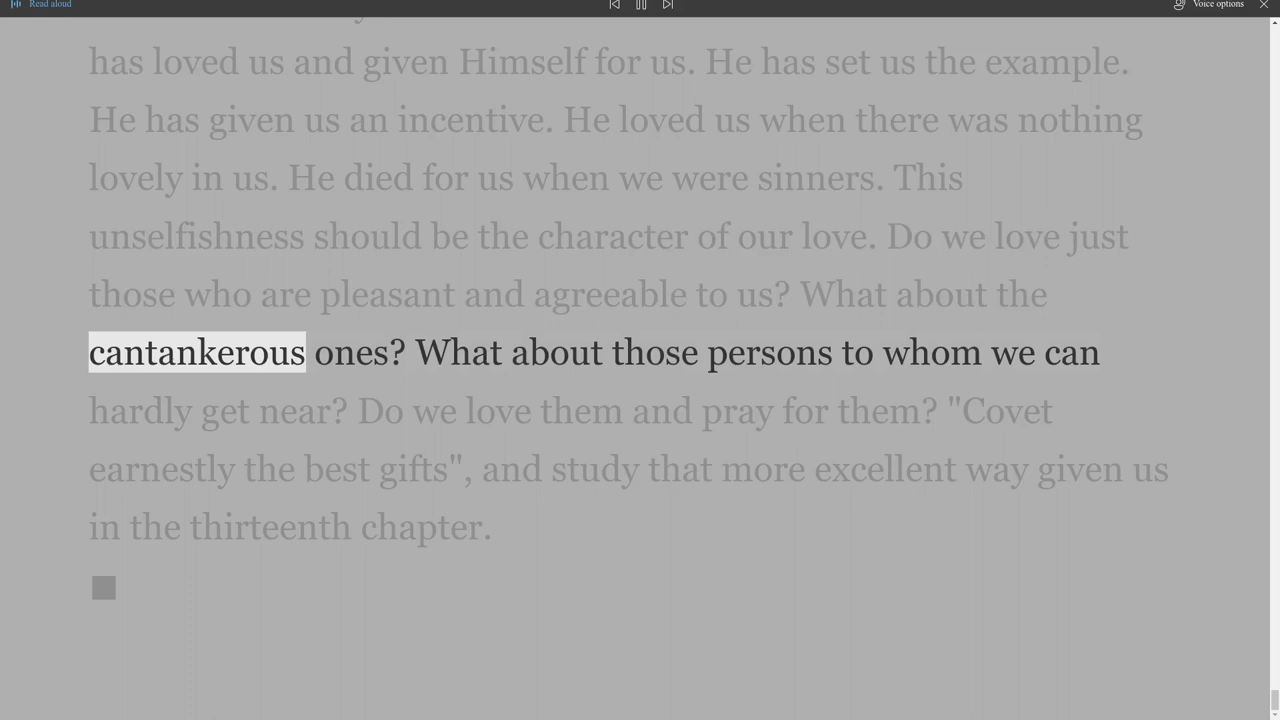 Read aloud
Voice options
has loved us and given Himself for us. He has set us the example.
He has given us an incentive. He loved us when there was nothing
lovely in us. He died for us when we were sinners. This
unselfishness should be the character of our love. Do we love just
those who are pleasant and agreeable to us? What about the
cantankerous ones? What about those persons to whom we can
hardly get near? Do we love them and pray for them? "Covet
earnestly the best gifts", and study that more excellent way given us
in the thirteenth chapter.